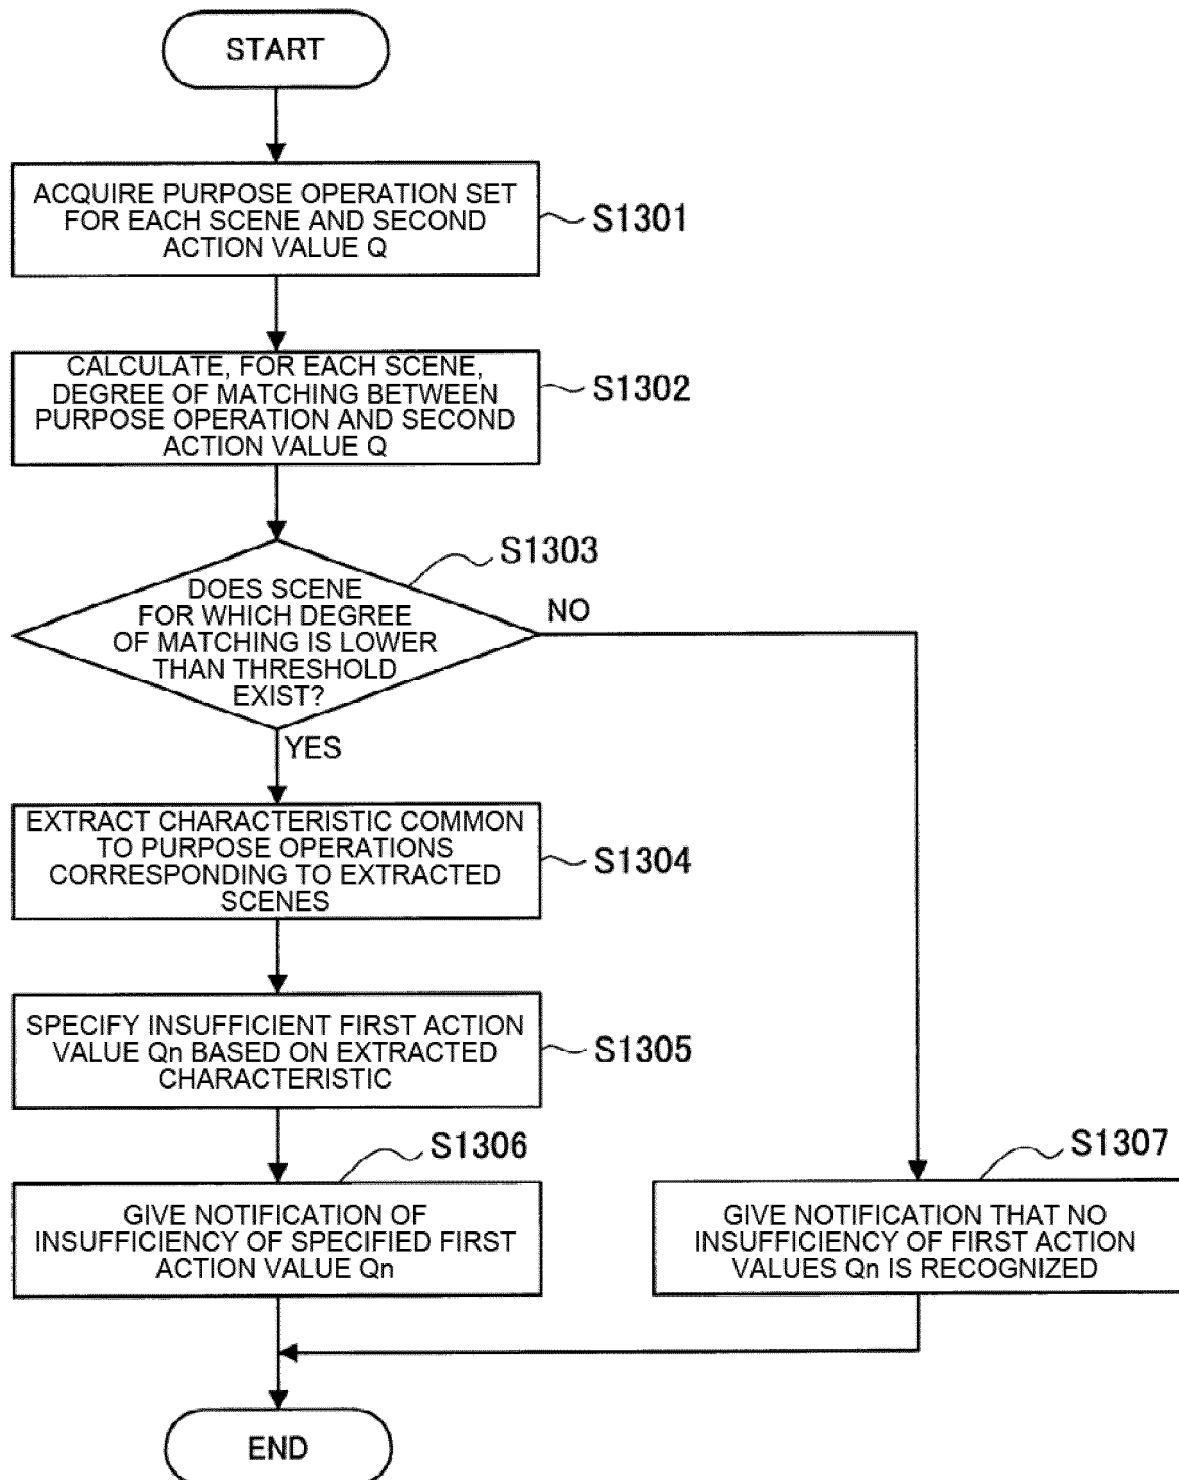 START
ACQUIRE PURPOSE OPERATION SET
FOR EACH SCENE AND SECOND
ACTION VALUE Q
S1301
CALCULATE, FOR EACH SCENE,
DEGREE OF MATCHING BETWEEN
PURPOSE OPERATION AND SECOND
ACTION VALUE Q
S1302
S1303
DOES SCENE
FOR WHICH DEGREE
OF MATCHING IS LOWER
THAN THRESHOLD
EXIST?
NO
YES
EXTRACT CHARACTERISTIC COMMON
TO PURPOSE OPERATIONS
CORRESPONDING TO EXTRACTED
SCENES
S1304
SPECIFY INSUFFICIENT FIRST ACTION
VALUE Qn BASED ON EXTRACTED
CHARACTERISTIC
S1305
S1306
GIVE NOTIFICATION OF
INSUFFICIENCY OF SPECIFIED FIRST
ACTION VALUE Qn
S1307
GIVE NOTIFICATION THAT NO
INSUFFICIENCY OF FIRST ACTION
VALUES Qn IS RECOGNIZED
END